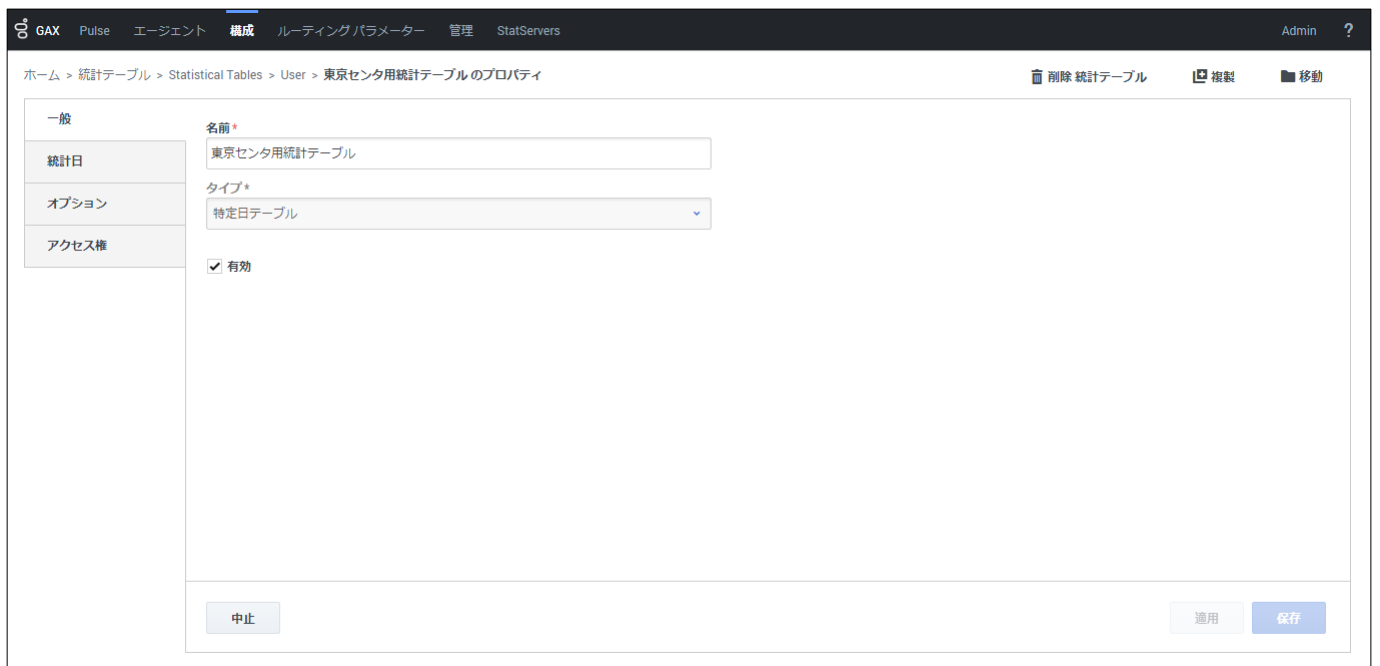 GAX Pulse エージェント 構成 ルーティング パラメーター 管理 StatServers Admin ?
ホーム > 統計テーブル > Statistical Tables > User > 東京センタ用統計テーブル のプロパティ 削除 統計テーブル 複製 移動
一般
統計日
オプション
アクセス権
名前*
東京センタ用統計テーブル
タイプ*
特定日テーブル
有効
中止 適用 保存